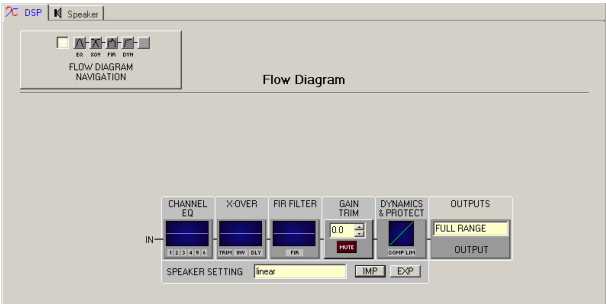 DSP Speaker
EQ XOV FIR DYN
FLOW DIAGRAM
NAVIGATION
Flow Diagram
CHANNEL EQ X-OVER FIR FILTER GAIN TRIM DYNAMICS & PROTECT OUTPUTS
0.0 FULL RANGE
IN
MUTE
1 2 3 4 5 6 TRIM INV DLY FIR COMP LIM OUTPUT
SPEAKER SETTING linear IMP EXP